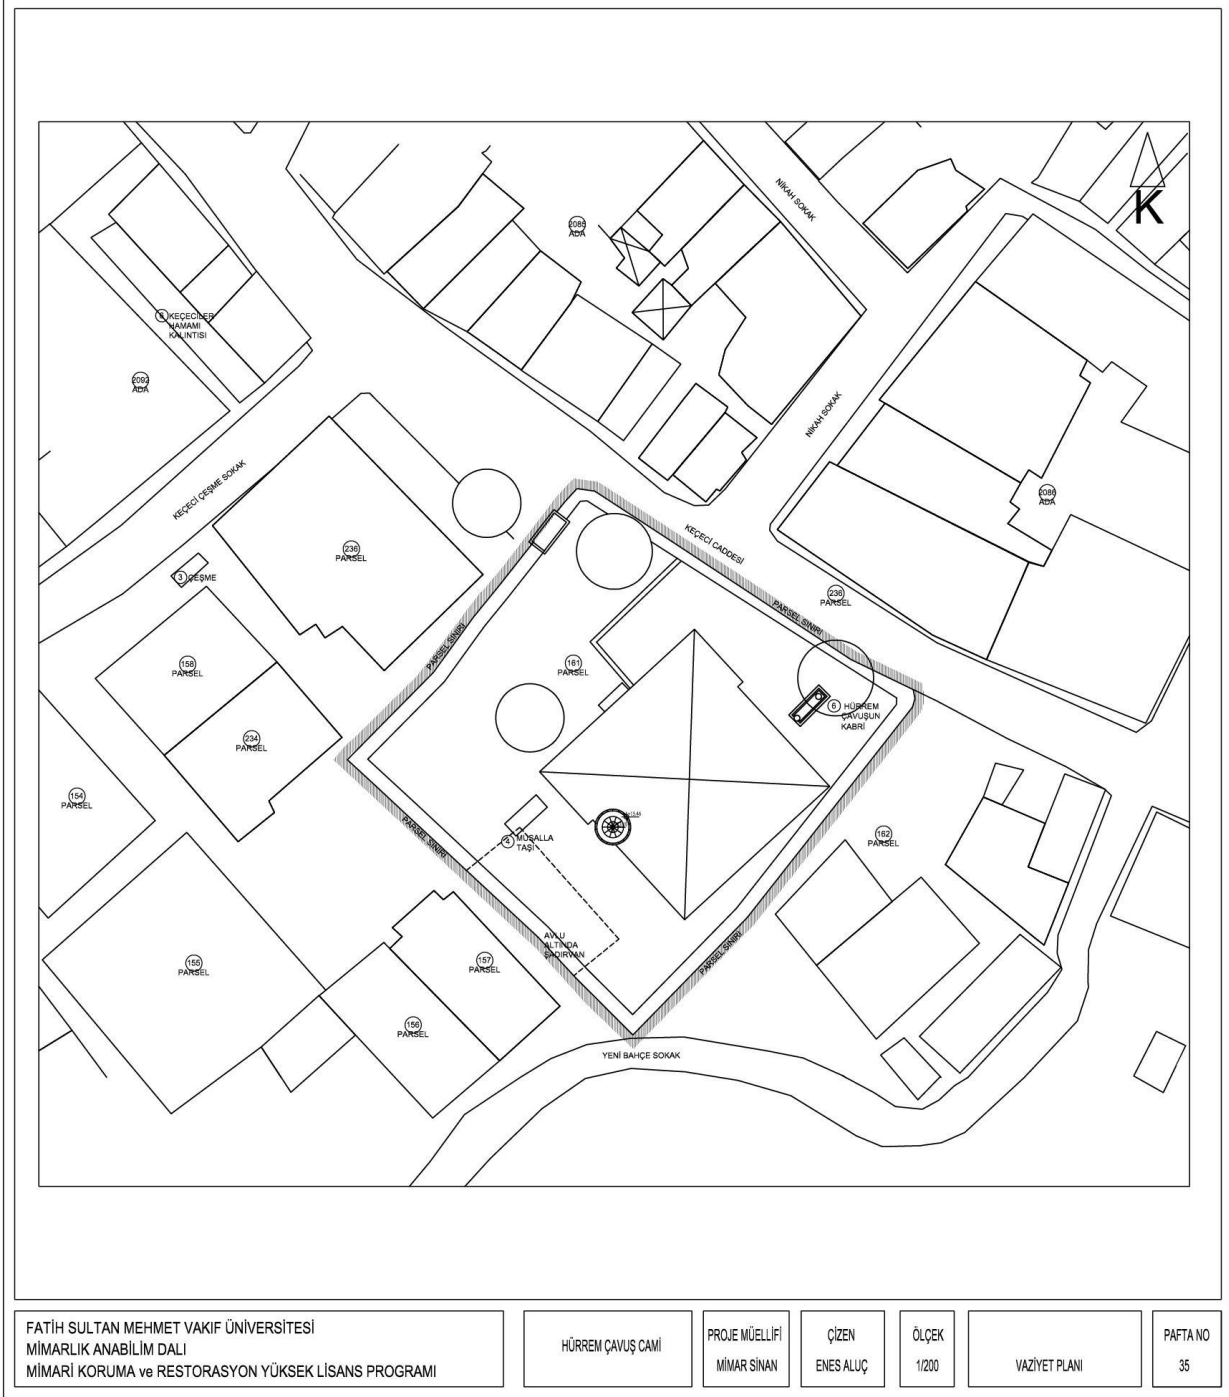 NİKAH SOKAK
K
2085
ADA
8 KEÇECİLER
HAMAMI
KALINTISI
2092
ADA
NİKAH SOKAK
KEÇECİ ÇEŞME SOKAK
2086
ADA
KEÇECİ CADDESİ
236
PARSEL
3 ÇEŞME
236
PARSEL
PARSEL SINIRI
PARSEL SINIRI
158
PARSEL
161
PARSEL
6 HÜRREM
ÇAVUŞUN
KABRİ
234
PARSEL
154
PARSEL
PARSEL SINIRI
4 MUSALLA
TAŞI
162
PARSEL
AVLU
ALTINDA
ŞADIRVAN
PARSEL SINIRI
155
PARSEL
157
PARSEL
156
PARSEL
YENİ BAHÇE SOKAK
FATİH SULTAN MEHMET VAKIF ÜNİVERSİTESİ
MİMARLIK ANABİLİM DALI
MİMARİ KORUMA ve RESTORASYON YÜKSEK LİSANS PROGRAMI
HÜRREM ÇAVUŞ CAMİ
PROJE MÜELLİFİ
MİMAR SİNAN
ÇİZEN
ENES ALUÇ
ÖLÇEK
1/200
VAZİYET PLANI
PAFTA NO
35